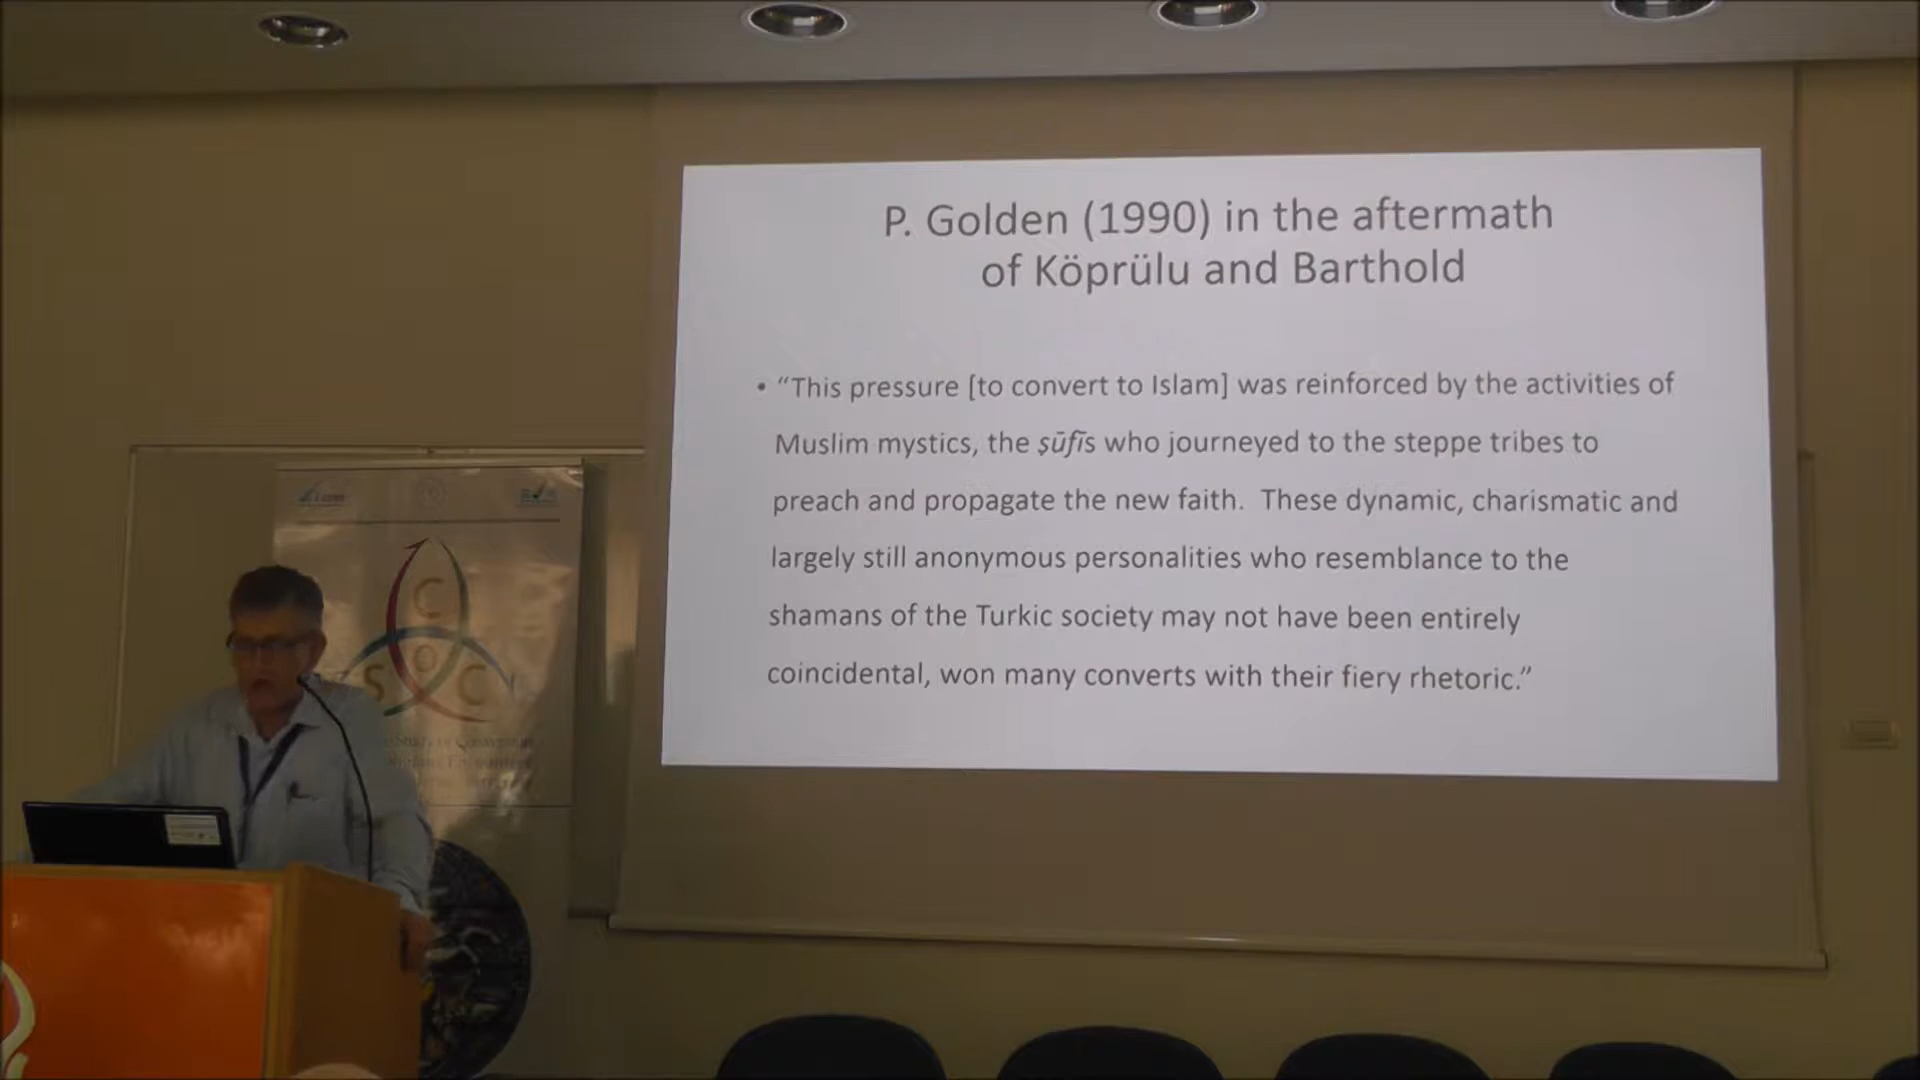 P. Golden (1990) in the aftermath
of Köprülu and Barthold
• “This pressure [to convert to Islam] was reinforced by the activities of
Muslim mystics, the ṣūfīs who journeyed to the steppe tribes to
preach and propagate the new faith. These dynamic, charismatic and
largely still anonymous personalities who resemblance to the
shamans of the Turkic society may not have been entirely
coincidental, won many converts with their fiery rhetoric.”
C
S O C